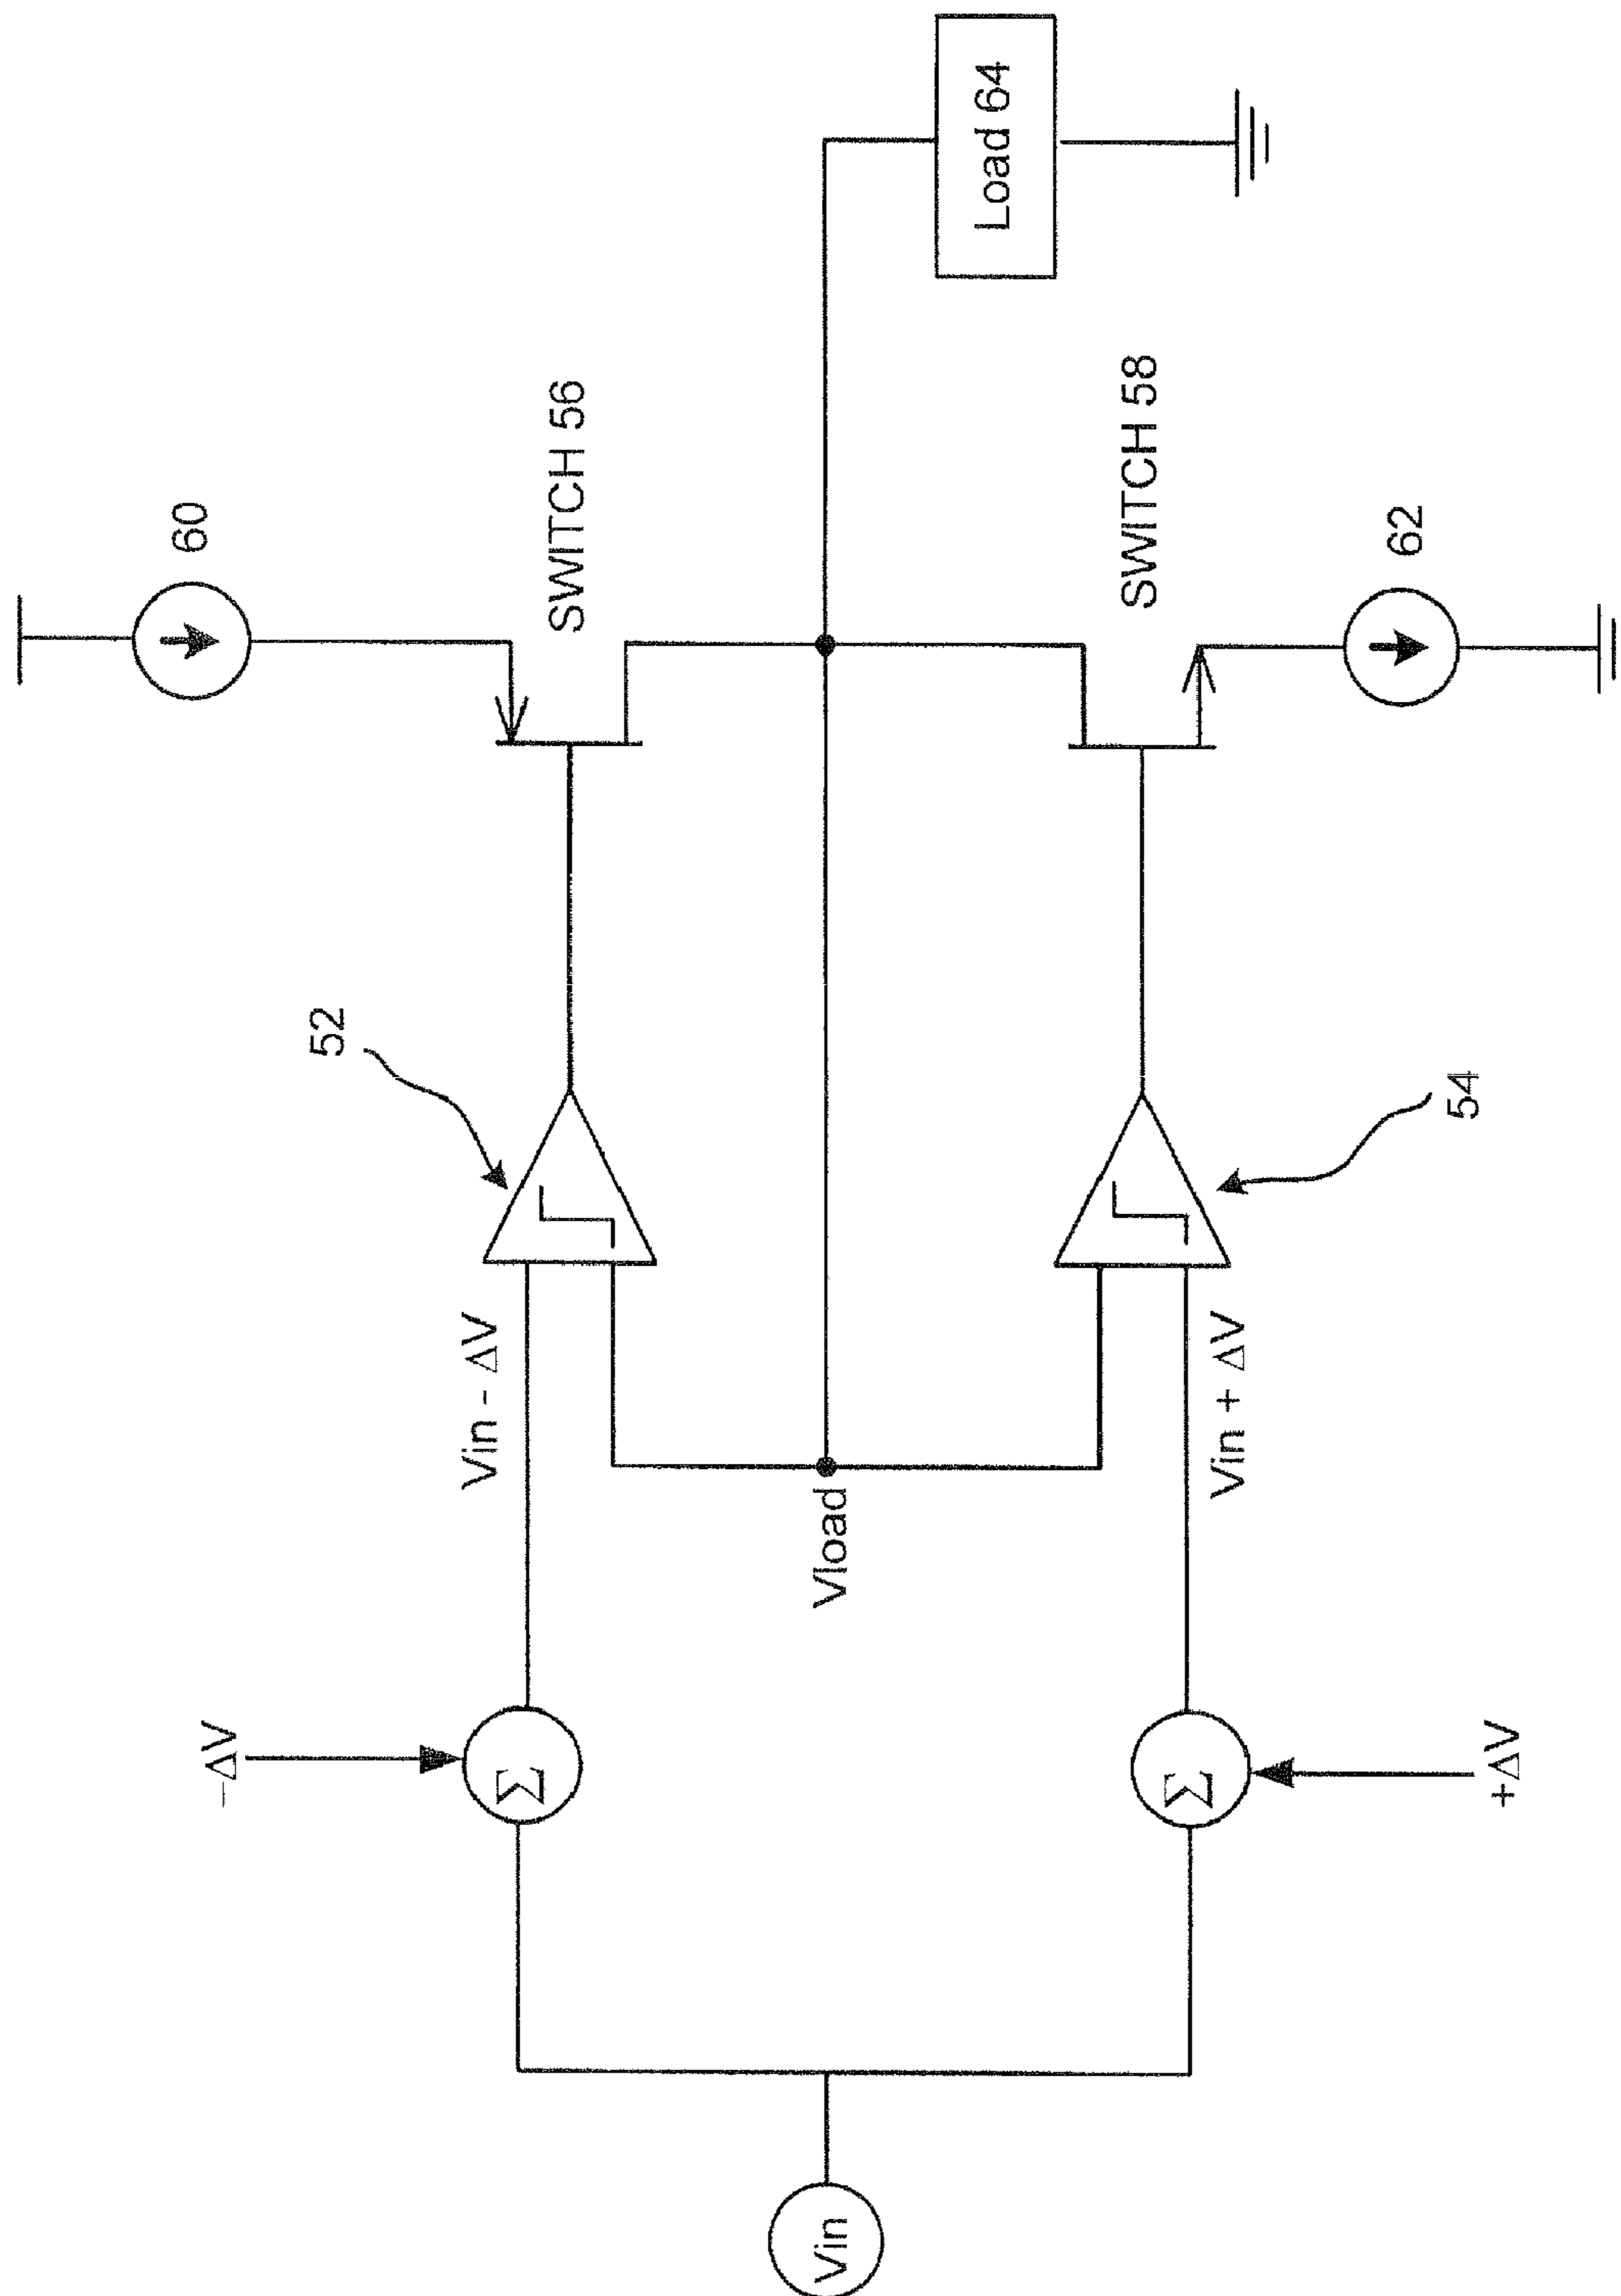 60
SWITCH 56
52
Vin - ΔV
−ΔV
Σ
Vin
Vload
Load 64
SWITCH 58
62
54
Vin + ΔV
Σ
+ΔV